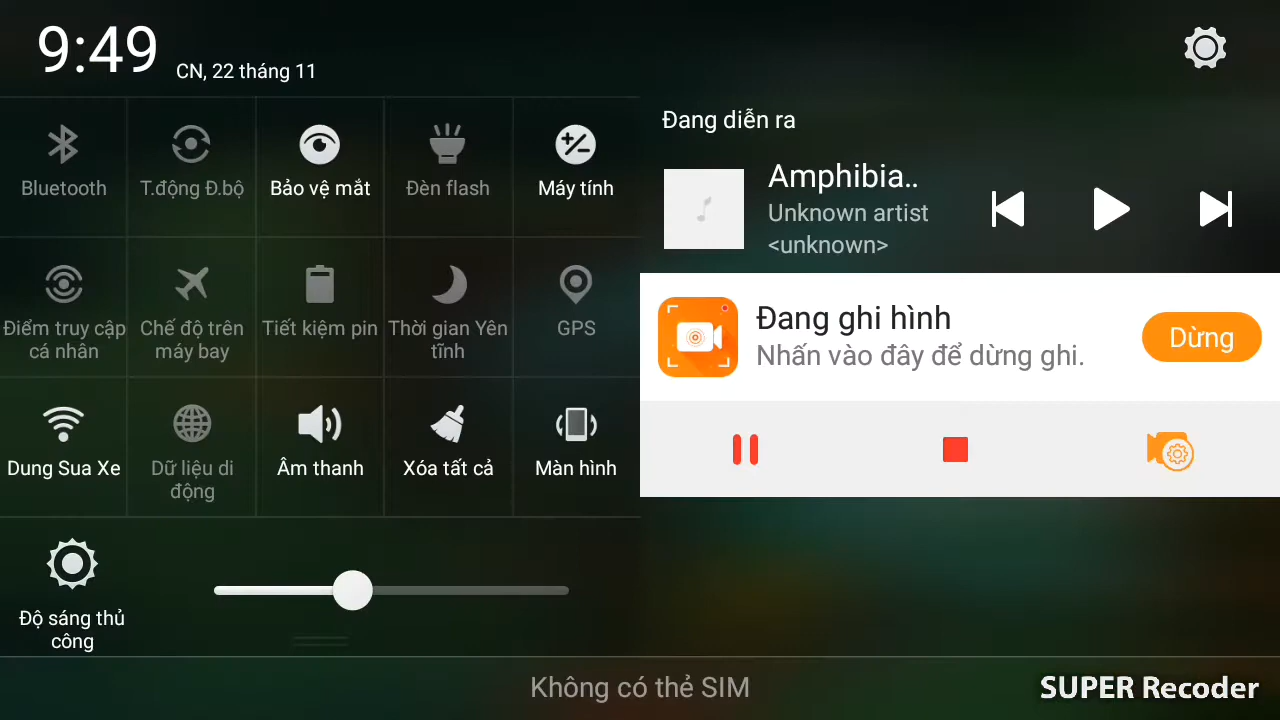 9:49
CN, 22 tháng 11
Bluetooth
T.động Đ.bộ
Bảo vệ mắt
Đèn flash
Máy tính
Điểm truy cập
cá nhân
Chế độ trên
máy bay
Tiết kiệm pin
Thời gian Yên
tĩnh
GPS
Dung Sua Xe
Dữ liệu di
động
Âm thanh
Xóa tất cả
Màn hình
Độ sáng thủ
công
Đang diễn ra
Amphibia..
Unknown artist
<unknown>
Đang ghi hình
Nhấn vào đây để dừng ghi.
Dừng
Không có thẻ SIM
SUPER Recoder